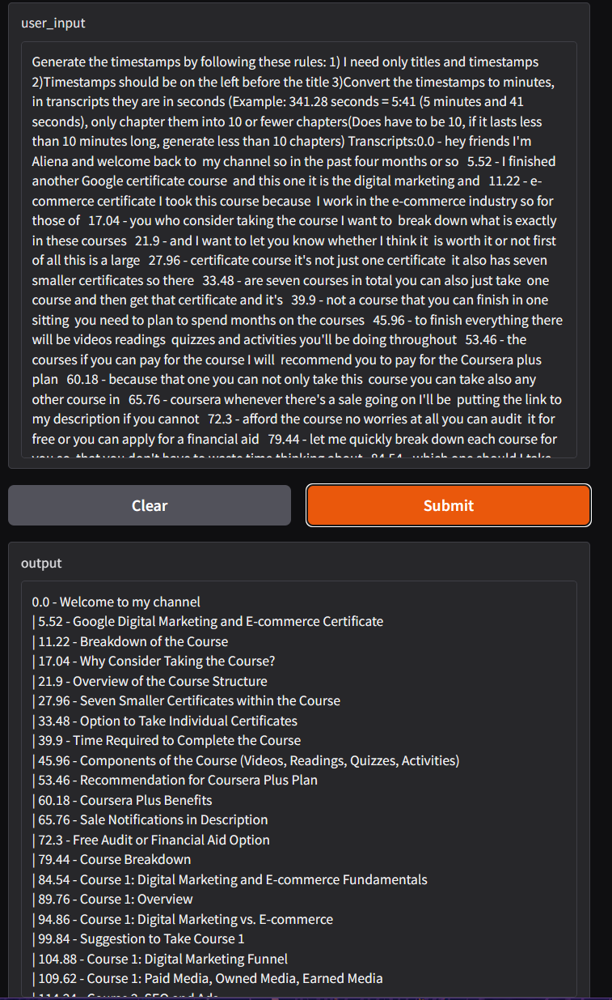 user_input
Generate the timestamps by following these rules: 1) I need only titles and timestamps
2)Timestamps should be on the left before the title 3)Convert the timestamps to minutes,
in transcripts they are in seconds (Example: 341.28 seconds = 5:41 (5 minutes and 41
seconds), only chapter them into 10 or fewer chapters(Does have to be 10, if it lasts less
than 10 minutes long, generate less than 10 chapters) Transcripts:0.0 - hey friends I'm
Aliena and welcome back to  my channel so in the past four months or so   5.52 - I finished
another Google certificate course  and this one it is the digital marketing and   11.22 - e-
commerce certificate I took this course because  I work in the e-commerce industry so for
those of   17.04 - you who consider taking the course I want to  break down what is exactly
in these courses   21.9 - and I want to let you know whether I think it  is worth it or not first
of all this is a large   27.96 - certificate course it's not just one certificate  it also has seven
smaller certificates so there   33.48 - are seven courses in total you can also just take  one
course and then get that certificate and it's   39.9 - not a course that you can finish in one
sitting  you need to plan to spend months on the courses   45.96 - to finish everything there
will be videos readings  quizzes and activities you'll be doing throughout   53.46 - the
courses if you can pay for the course I will  recommend you to pay for the Coursera plus
plan   60.18 - because that one you can not only take this  course you can take also any
other course in   65.76 - coursera whenever there's a sale going on I'll be  putting the link to
my description if you cannot   72.3 - afford the course no worries at all you can audit  it for
free or you can apply for a financial aid   79.44 - let me quickly break down each course for
you so  that you don't have to waste time thinking about   84.54 - which one should I take
Clear
Submit
output
0.0 - Welcome to my channel
| 5.52 - Google Digital Marketing and E-commerce Certificate
| 11.22 - Breakdown of the Course
| 17.04 - Why Consider Taking the Course?
| 21.9 - Overview of the Course Structure
| 27.96 - Seven Smaller Certificates within the Course
| 33.48 - Option to Take Individual Certificates
| 39.9 - Time Required to Complete the Course
| 45.96 - Components of the Course (Videos, Readings, Quizzes, Activities)
| 53.46 - Recommendation for Coursera Plus Plan
| 60.18 - Coursera Plus Benefits
| 65.76 - Sale Notifications in Description
| 72.3 - Free Audit or Financial Aid Option
| 79.44 - Course Breakdown
| 84.54 - Course 1: Digital Marketing and E-commerce Fundamentals
| 89.76 - Course 1: Overview
| 94.86 - Course 1: Digital Marketing vs. E-commerce
| 99.84 - Suggestion to Take Course 1
| 104.88 - Course 1: Digital Marketing Funnel
| 109.62 - Course 1: Paid Media, Owned Media, Earned Media